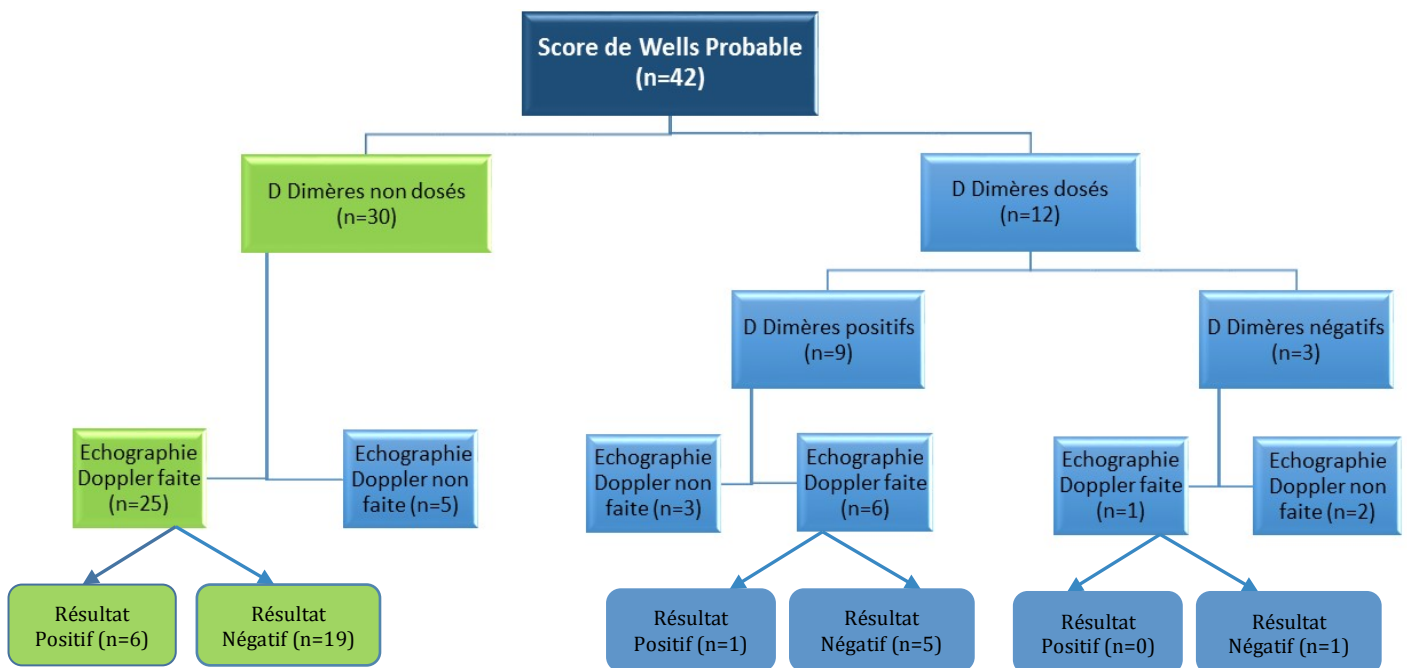 Score de Wells Probable
(n=42)
D Dimères non dosés
(n=30)
D Dimères dosés
(n=12)
D Dimères positifs
(n=9)
D Dimères négatifs
(n=3)
Echographie
Doppler faite
(n=25)
Echographie
Doppler non
faite (n=5)
Echographie
Doppler non
faite (n=3)
Echographie
Doppler faite
(n=6)
Echographie
Doppler faite
(n=1)
Echographie
Doppler non
faite (n=2)
Résultat
Positif (n=6)
Résultat
Négatif (n=19)
Résultat
Positif (n=1)
Résultat
Négatif (n=5)
Résultat
Positif (n=0)
Résultat
Négatif (n=1)